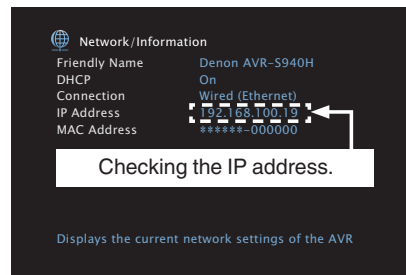 Network/Information
Friendly Name Denon AVR-S940H
DHCP On
Connection Wired (Ethernet)
IP Address 192.168.100.19
MAC Address ******-000000
Checking the IP address.
Displays the current network settings of the AVR